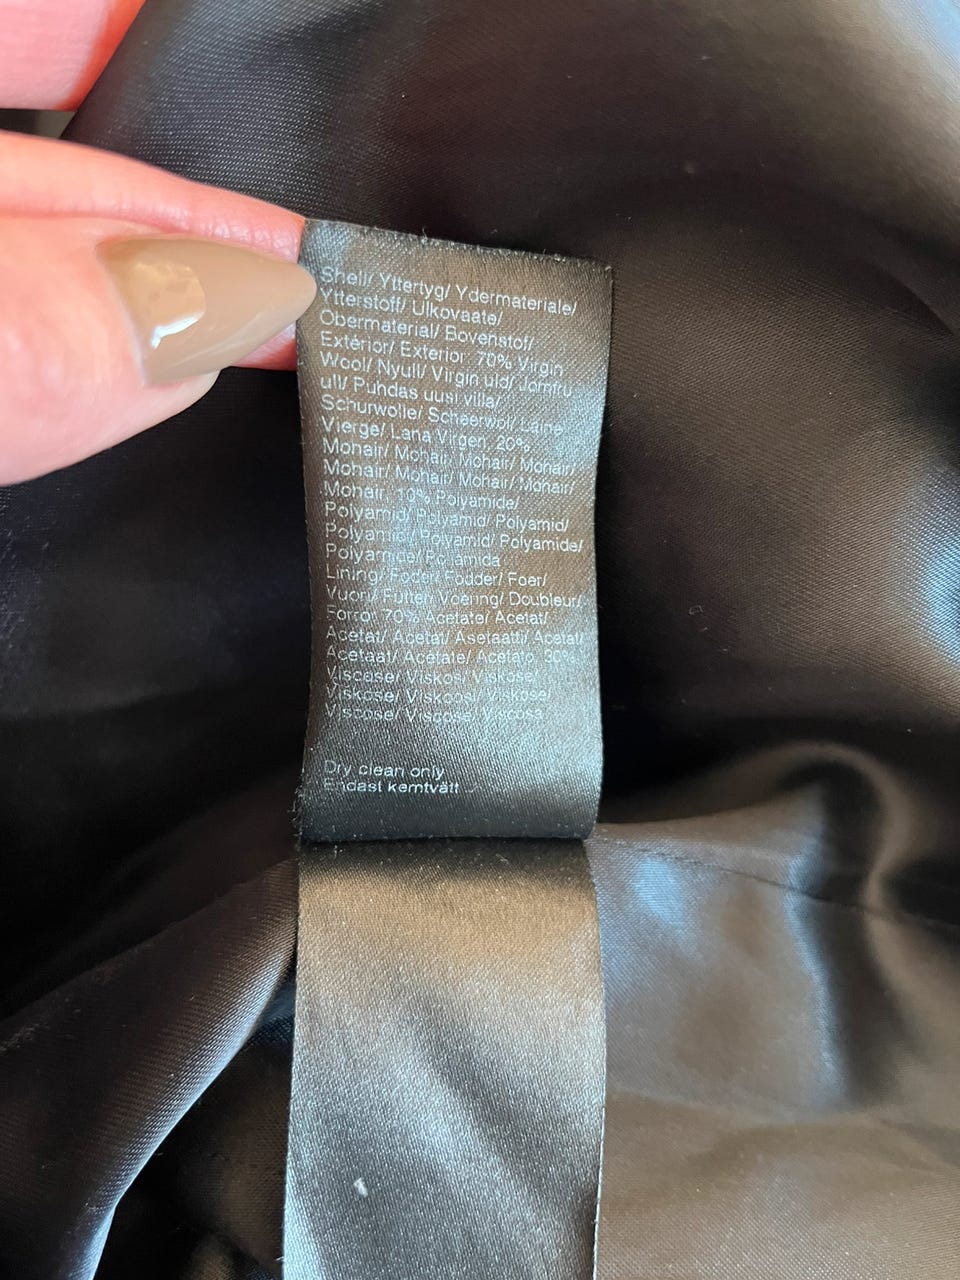 Shell/ Yttertyg/ Ydermateriale/
Ytterstoff/ Ulkovaate/
Obermaterial/ Bovenstof/
Extérior/ Exterior: 70% Virgin
Wool/ Nyull/ Virgin uld/ Jomfru
ull/ Puhdas uusi villa/
Schurwolle/ Scheerwol/ Laine
Vierge/ Lana Virgen, 20%
Mohair/ Mohair/ Mohair/ Mohair/
Mohair/ Mohair/ Mohair/ Mohair/
Mohair, 10% Polyamide/
Polyamid/ Polyamid/ Polyamid/
Polyamid/ Polyamid/ Polyamide/
Polyamide/ Poliamida
Lining/ Foder/ Fodder/ Foer/
Vuori/ Futter/ Voering/ Doubleur/
Forro: 70% Acetate/ Acetat/
Acetat/ Acetat/ Asetaatti/ Acetat/
Acetaat/ Acetate/ Acetato, 30%
Viscose/ Viskos/ Viskose/
Viskose/ Viskoosi/ Viskose/
Viscose/ Viscose/ Viscosa
Dry clean only
Endast kemtvätt